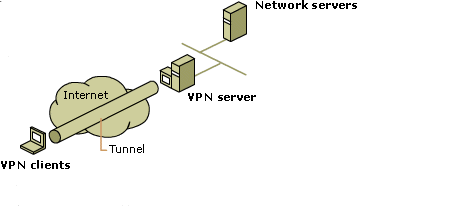 Network servers
Internet
VPN server
Tunnel
VPN clients